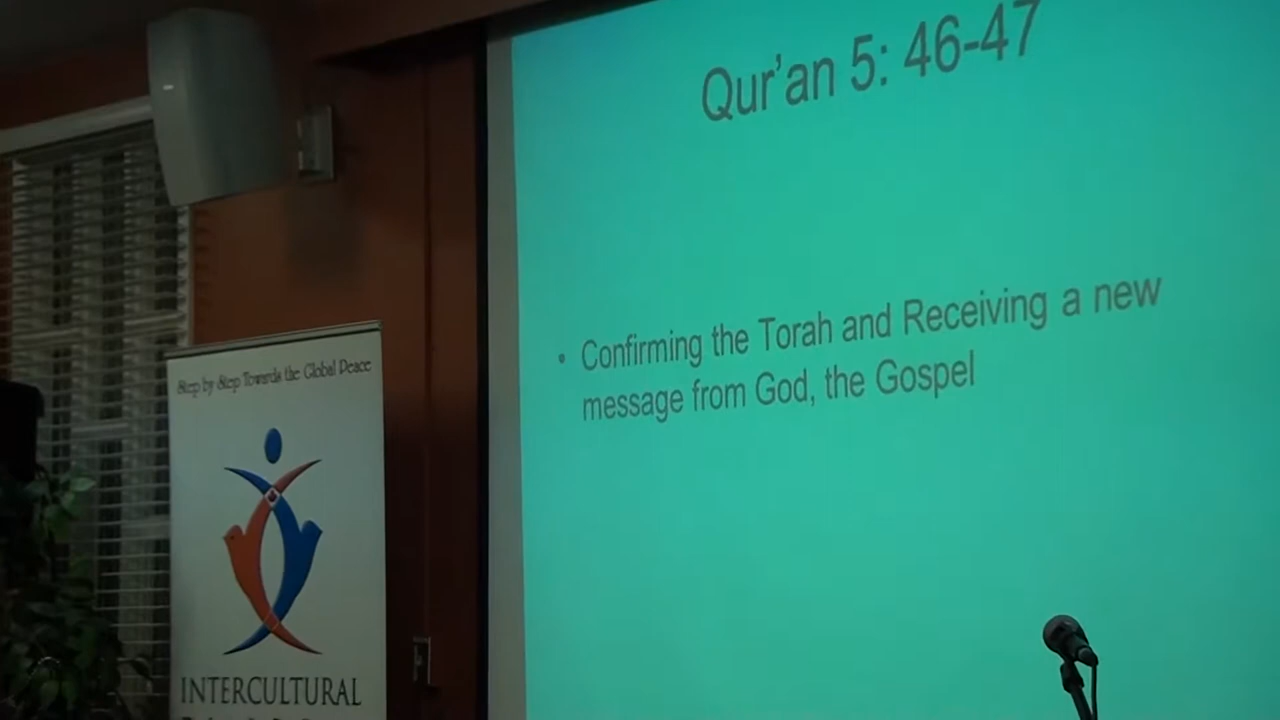 Qur'an 5: 46-47
• Confirming the Torah and Receiving a new
message from God, the Gospel
Step by Step Towards the Global Peace
INTERCULTURAL